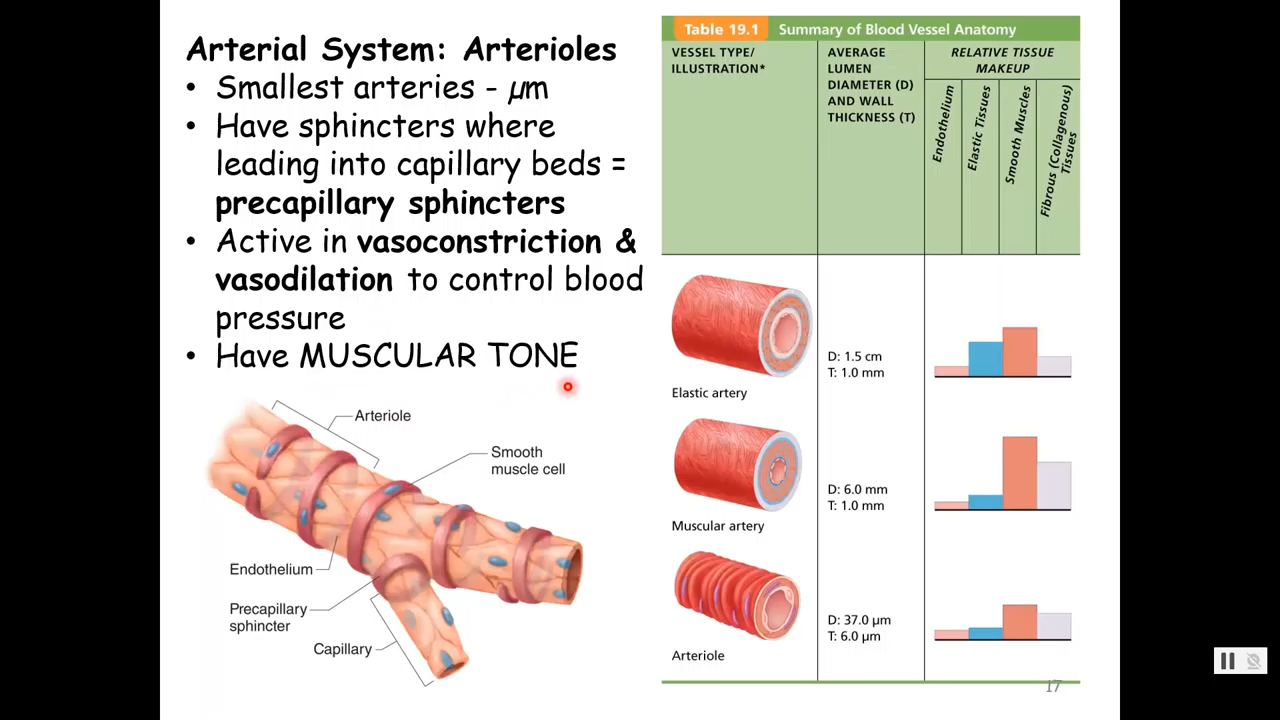 Arterial System: Arterioles
• Smallest arteries - µm
• Have sphincters where
leading into capillary beds =
precapillary sphincters
• Active in vasoconstriction &
vasodilation to control blood
pressure
• Have MUSCULAR TONE
Arteriole
Smooth
muscle cell
Endothelium
Precapillary
sphincter
Capillary
Table 19.1 Summary of Blood Vessel Anatomy
VESSEL TYPE/
ILLUSTRATION*
AVERAGE
LUMEN
DIAMETER (D)
AND WALL
THICKNESS (T)
RELATIVE TISSUE
MAKEUP
Endothelium
Elastic Tissues
Smooth Muscles
Fibrous (Collagenous)
Tissues
D: 1.5 cm
T: 1.0 mm
Elastic artery
D: 6.0 mm
T: 1.0 mm
Muscular artery
D: 37.0 µm
T: 6.0 µm
Arteriole
17